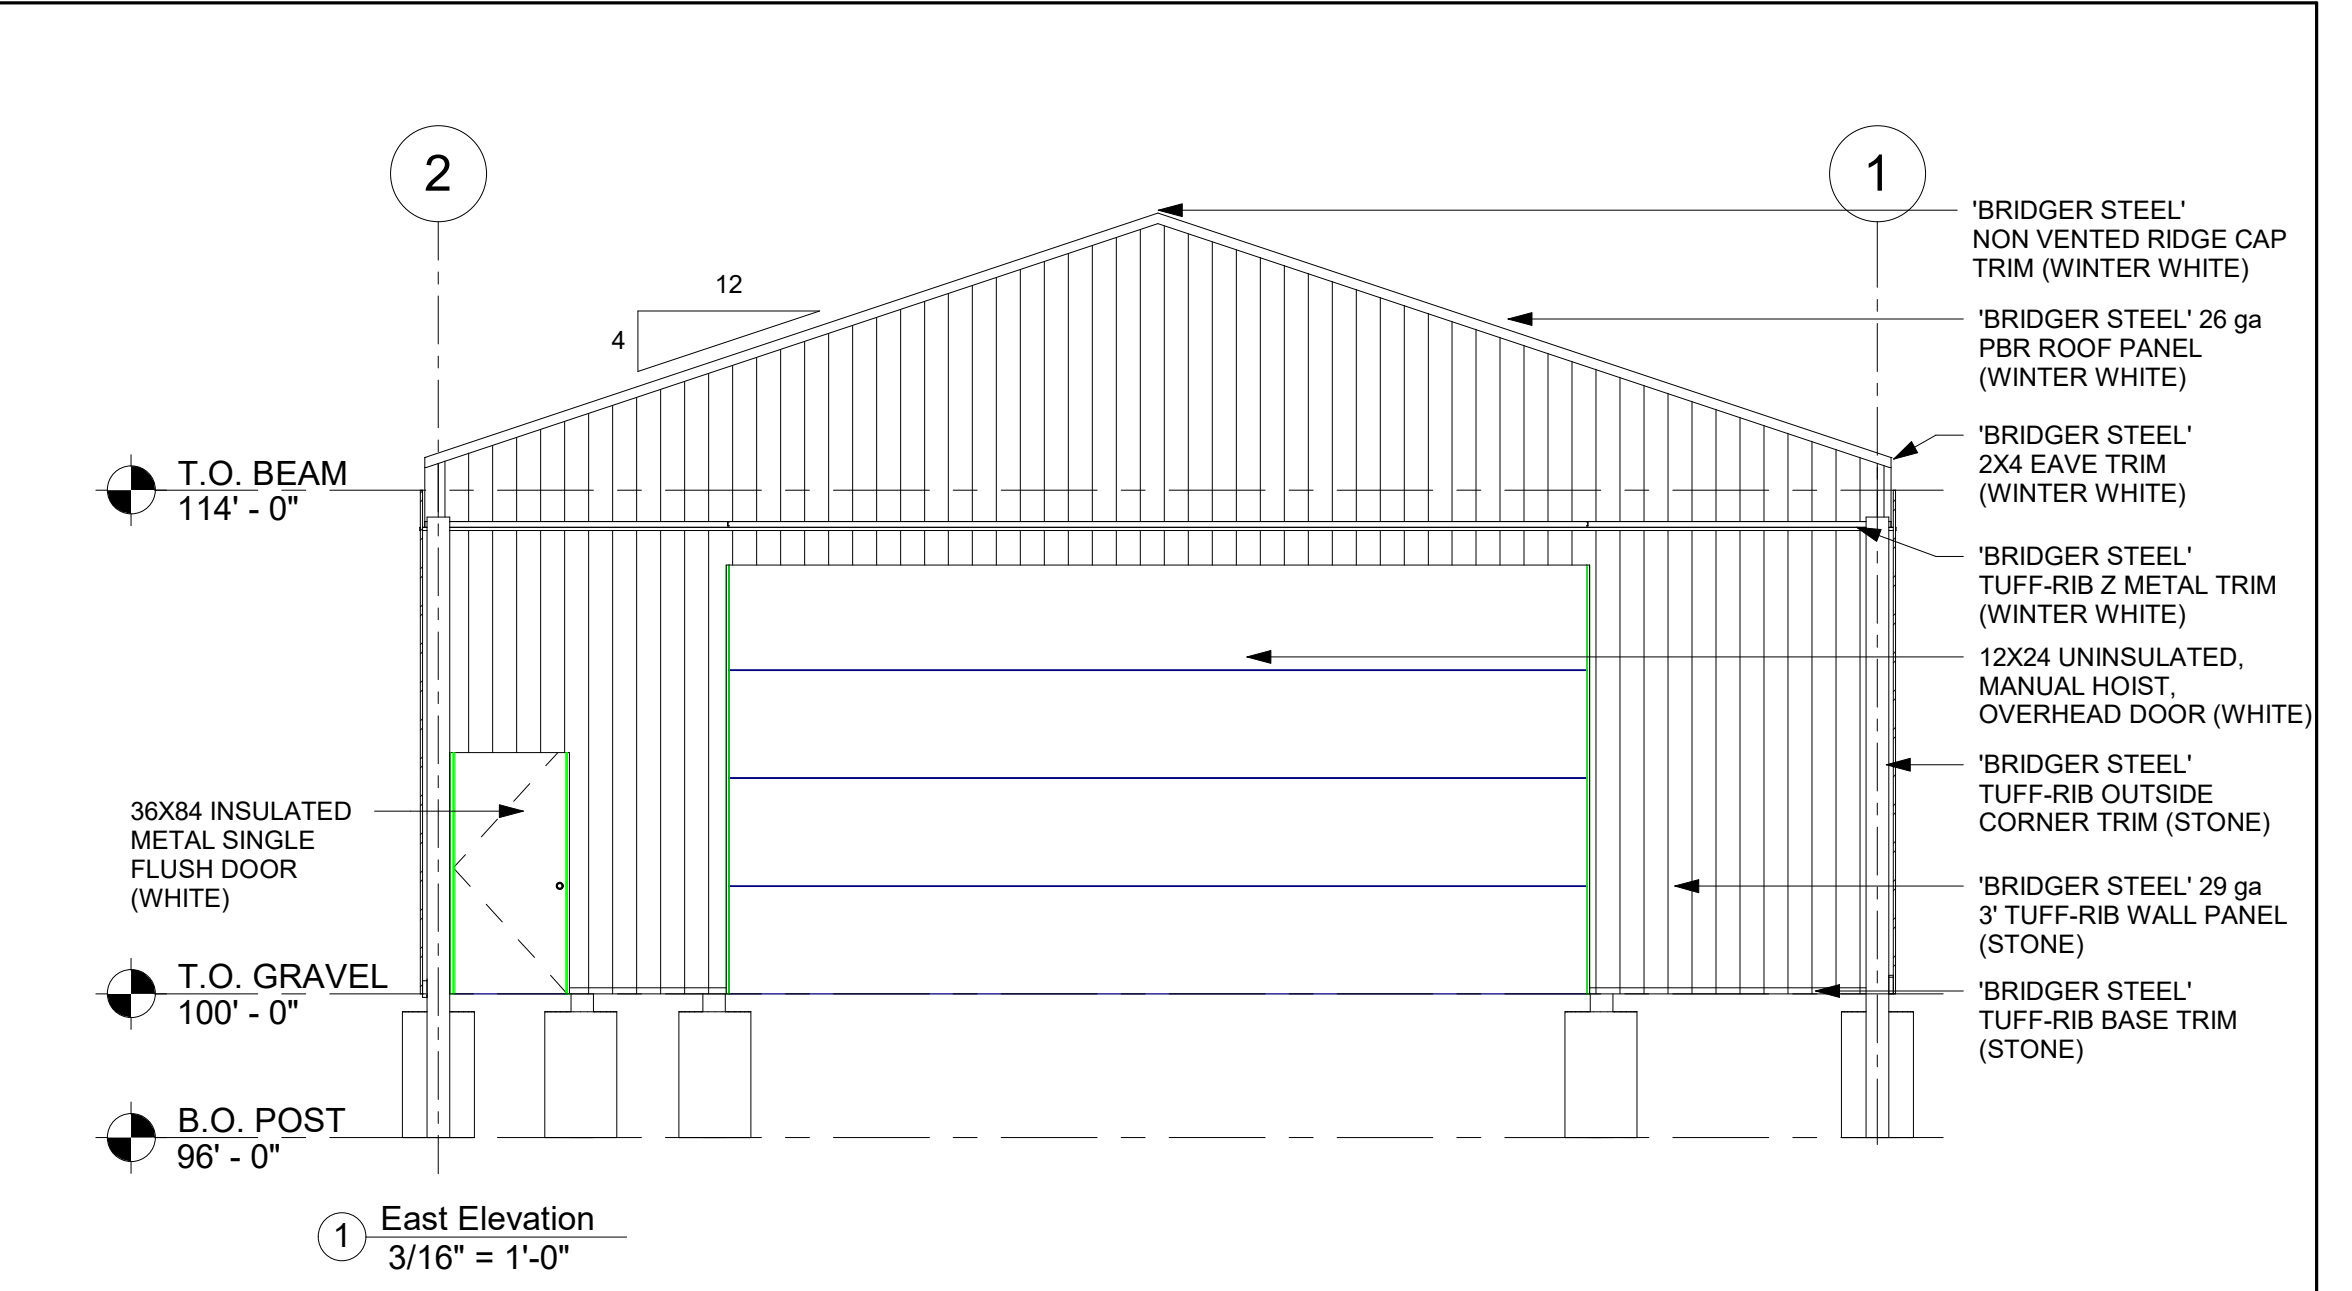 2
1
'BRIDGER STEEL'
NON VENTED RIDGE CAP
TRIM (WINTER WHITE)
12
4
'BRIDGER STEEL' 26 ga
PBR ROOF PANEL
(WINTER WHITE)
'BRIDGER STEEL'
2X4 EAVE TRIM
(WINTER WHITE)
T.O. BEAM
114' - 0"
'BRIDGER STEEL'
TUFF-RIB Z METAL TRIM
(WINTER WHITE)
12X24 UNINSULATED,
MANUAL HOIST,
OVERHEAD DOOR (WHITE)
'BRIDGER STEEL'
TUFF-RIB OUTSIDE
CORNER TRIM (STONE)
36X84 INSULATED
METAL SINGLE
FLUSH DOOR
(WHITE)
'BRIDGER STEEL' 29 ga
3' TUFF-RIB WALL PANEL
(STONE)
T.O. GRAVEL
100' - 0"
'BRIDGER STEEL'
TUFF-RIB BASE TRIM
(STONE)
B.O. POST
96' - 0"
1
East Elevation
3/16" = 1'-0"